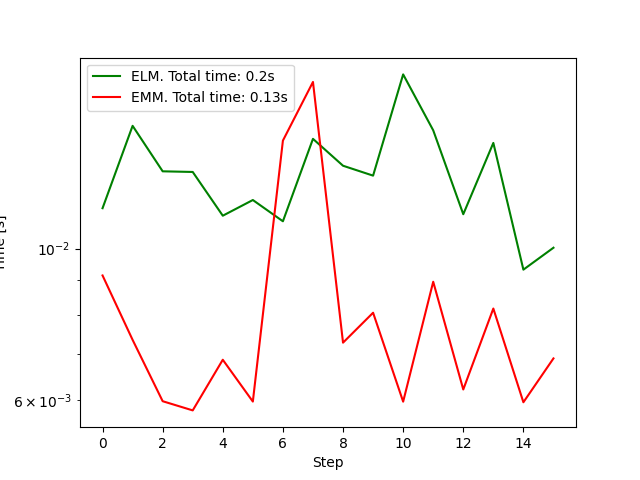 ELM. Total time: 0.2s
EMM. Total time: 0.13s
Time [s]
10⁻²
6 × 10⁻³
0 2 4 6 8 10 12 14
Step